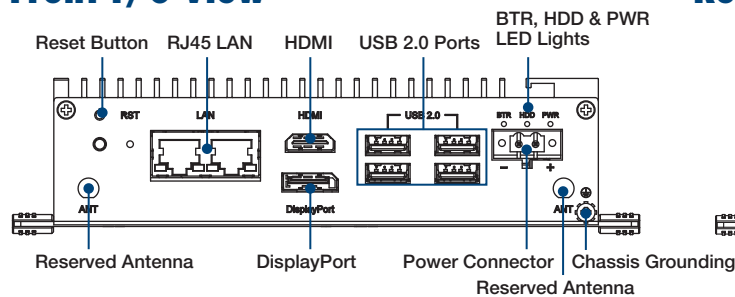 Front I/O View
BTR, HDD & PWR
LED Lights
Reset Button
RJ45 LAN
HDMI
USB 2.0 Ports
RST
LAN
HDMI
USB 2.0
BTR
HDD
PWR
ANT
DisplayPort
ANT
Reserved Antenna
DisplayPort
Power Connector
Chassis Grounding
Reserved Antenna